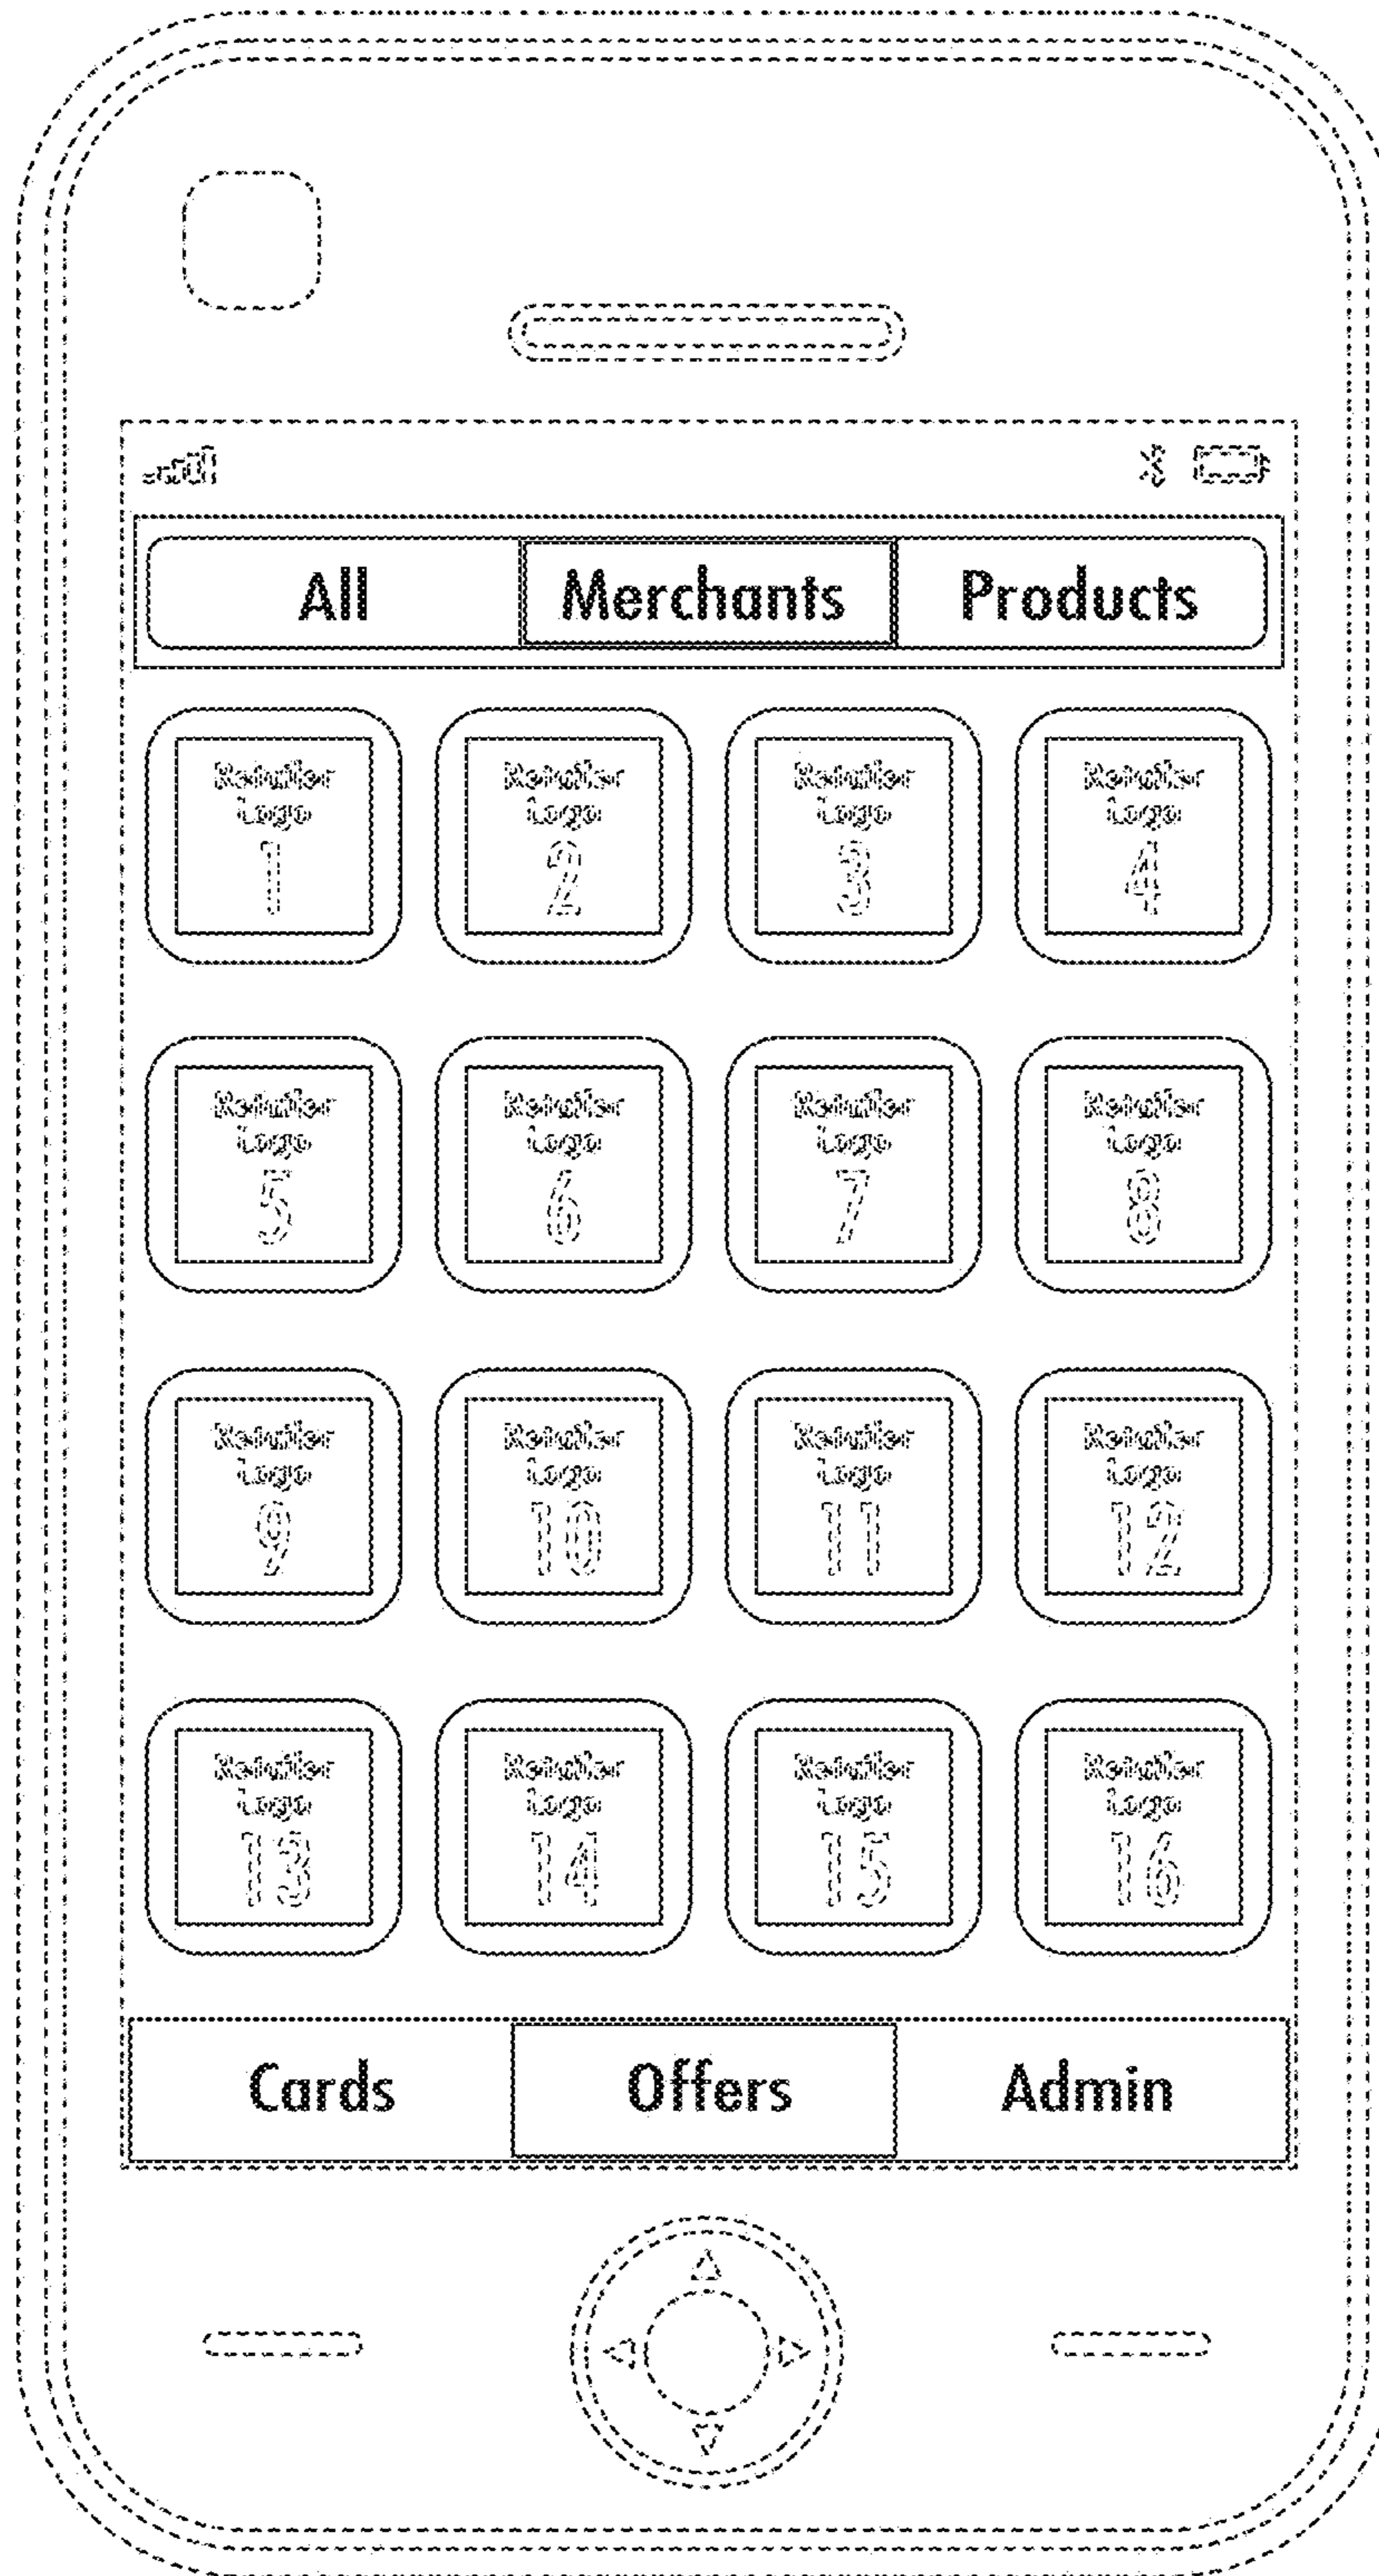 All Merchants Products
Retailer Retailer Retailer Retailer
Logo Logo Logo Logo
1 2 3 4
Retailer Retailer Retailer Retailer
Logo Logo Logo Logo
5 6 7 8
Retailer Retailer Retailer Retailer
Logo Logo Logo Logo
9 10 11 12
Retailer Retailer Retailer Retailer
Logo Logo Logo Logo
13 14 15 16
Cards Offers Admin